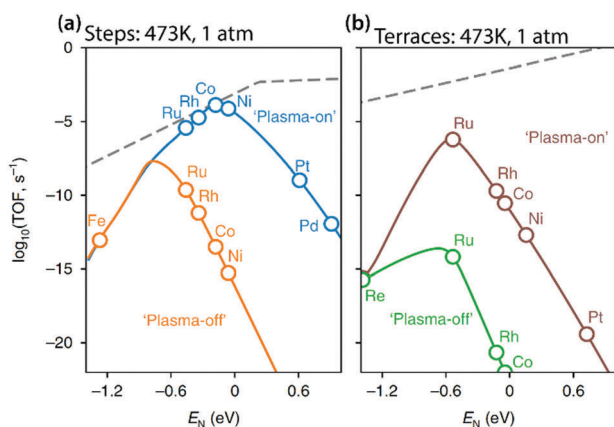 (a) Steps: 473K, 1 atm
0
−5
−10
−15
−20
log10(TOF, s−1)
Ru
Rh
Co
Ni
'Plasma-on'
Pt
Pd
Fe
Ru
Rh
Co
Ni
'Plasma-off'
−1.2 −0.6 0 0.6
EN (eV)
(b) Terraces: 473K, 1 atm
Ru
'Plasma-on'
Rh
Co
Ni
Pt
Ru
Re
'Plasma-off'
Rh
Co
−1.2 −0.6 0 0.6
EN (eV)